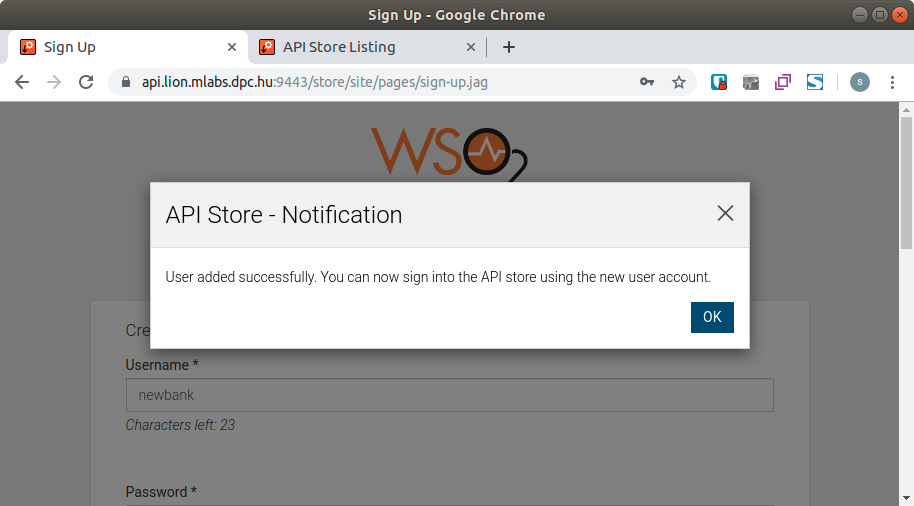 Sign Up - Google Chrome
Sign Up
API Store Listing
api.lion.mlabs.dpc.hu:9443/store/site/pages/sign-up.jag
S
WSO2
API Store - Notification
User added successfully. You can now sign into the API store using the new user account.
OK
Cre
Username *
newbank
Characters left: 23
Password *